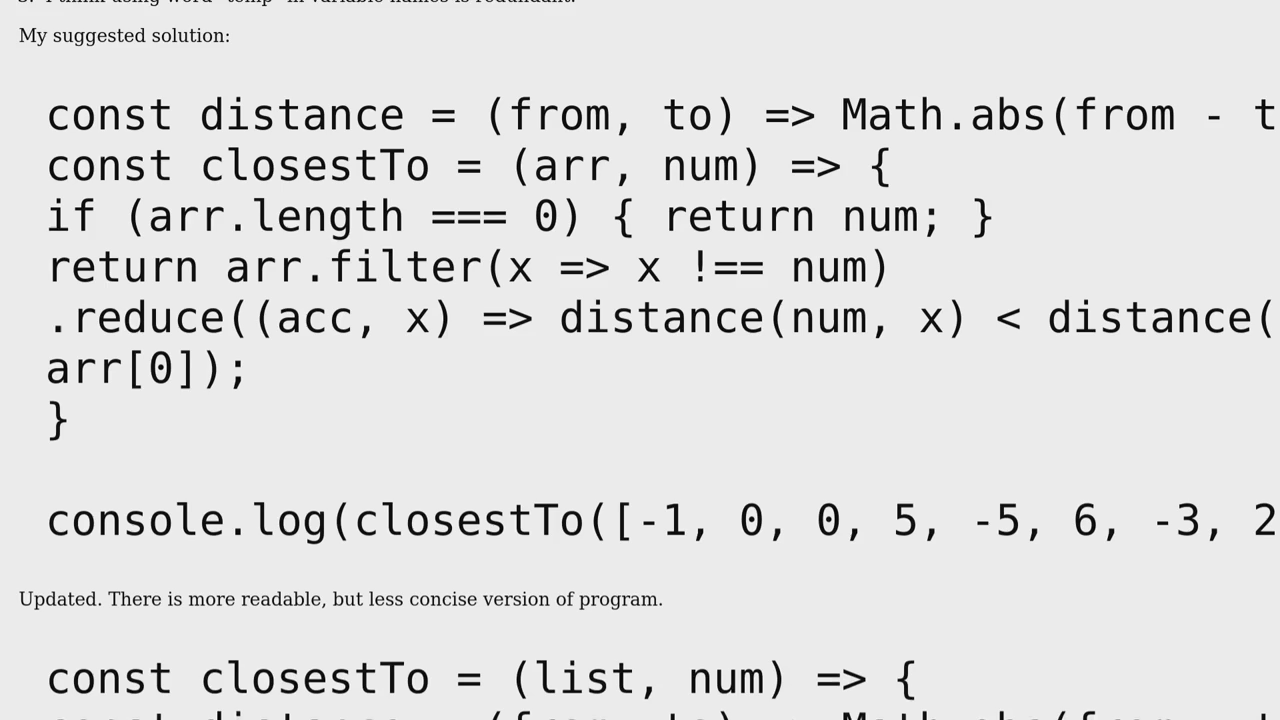 My suggested solution:
const distance = (from, to) => Math.abs(from - t
const closestTo = (arr, num) => {
if (arr.length === 0) { return num; }
return arr.filter(x => x !== num)
.reduce((acc, x) => distance(num, x) < distance(
arr[0]);
}
console.log(closestTo([-1, 0, 0, 5, -5, 6, -3, 2
Updated. There is more readable, but less concise version of program.
const closestTo = (list, num) => {